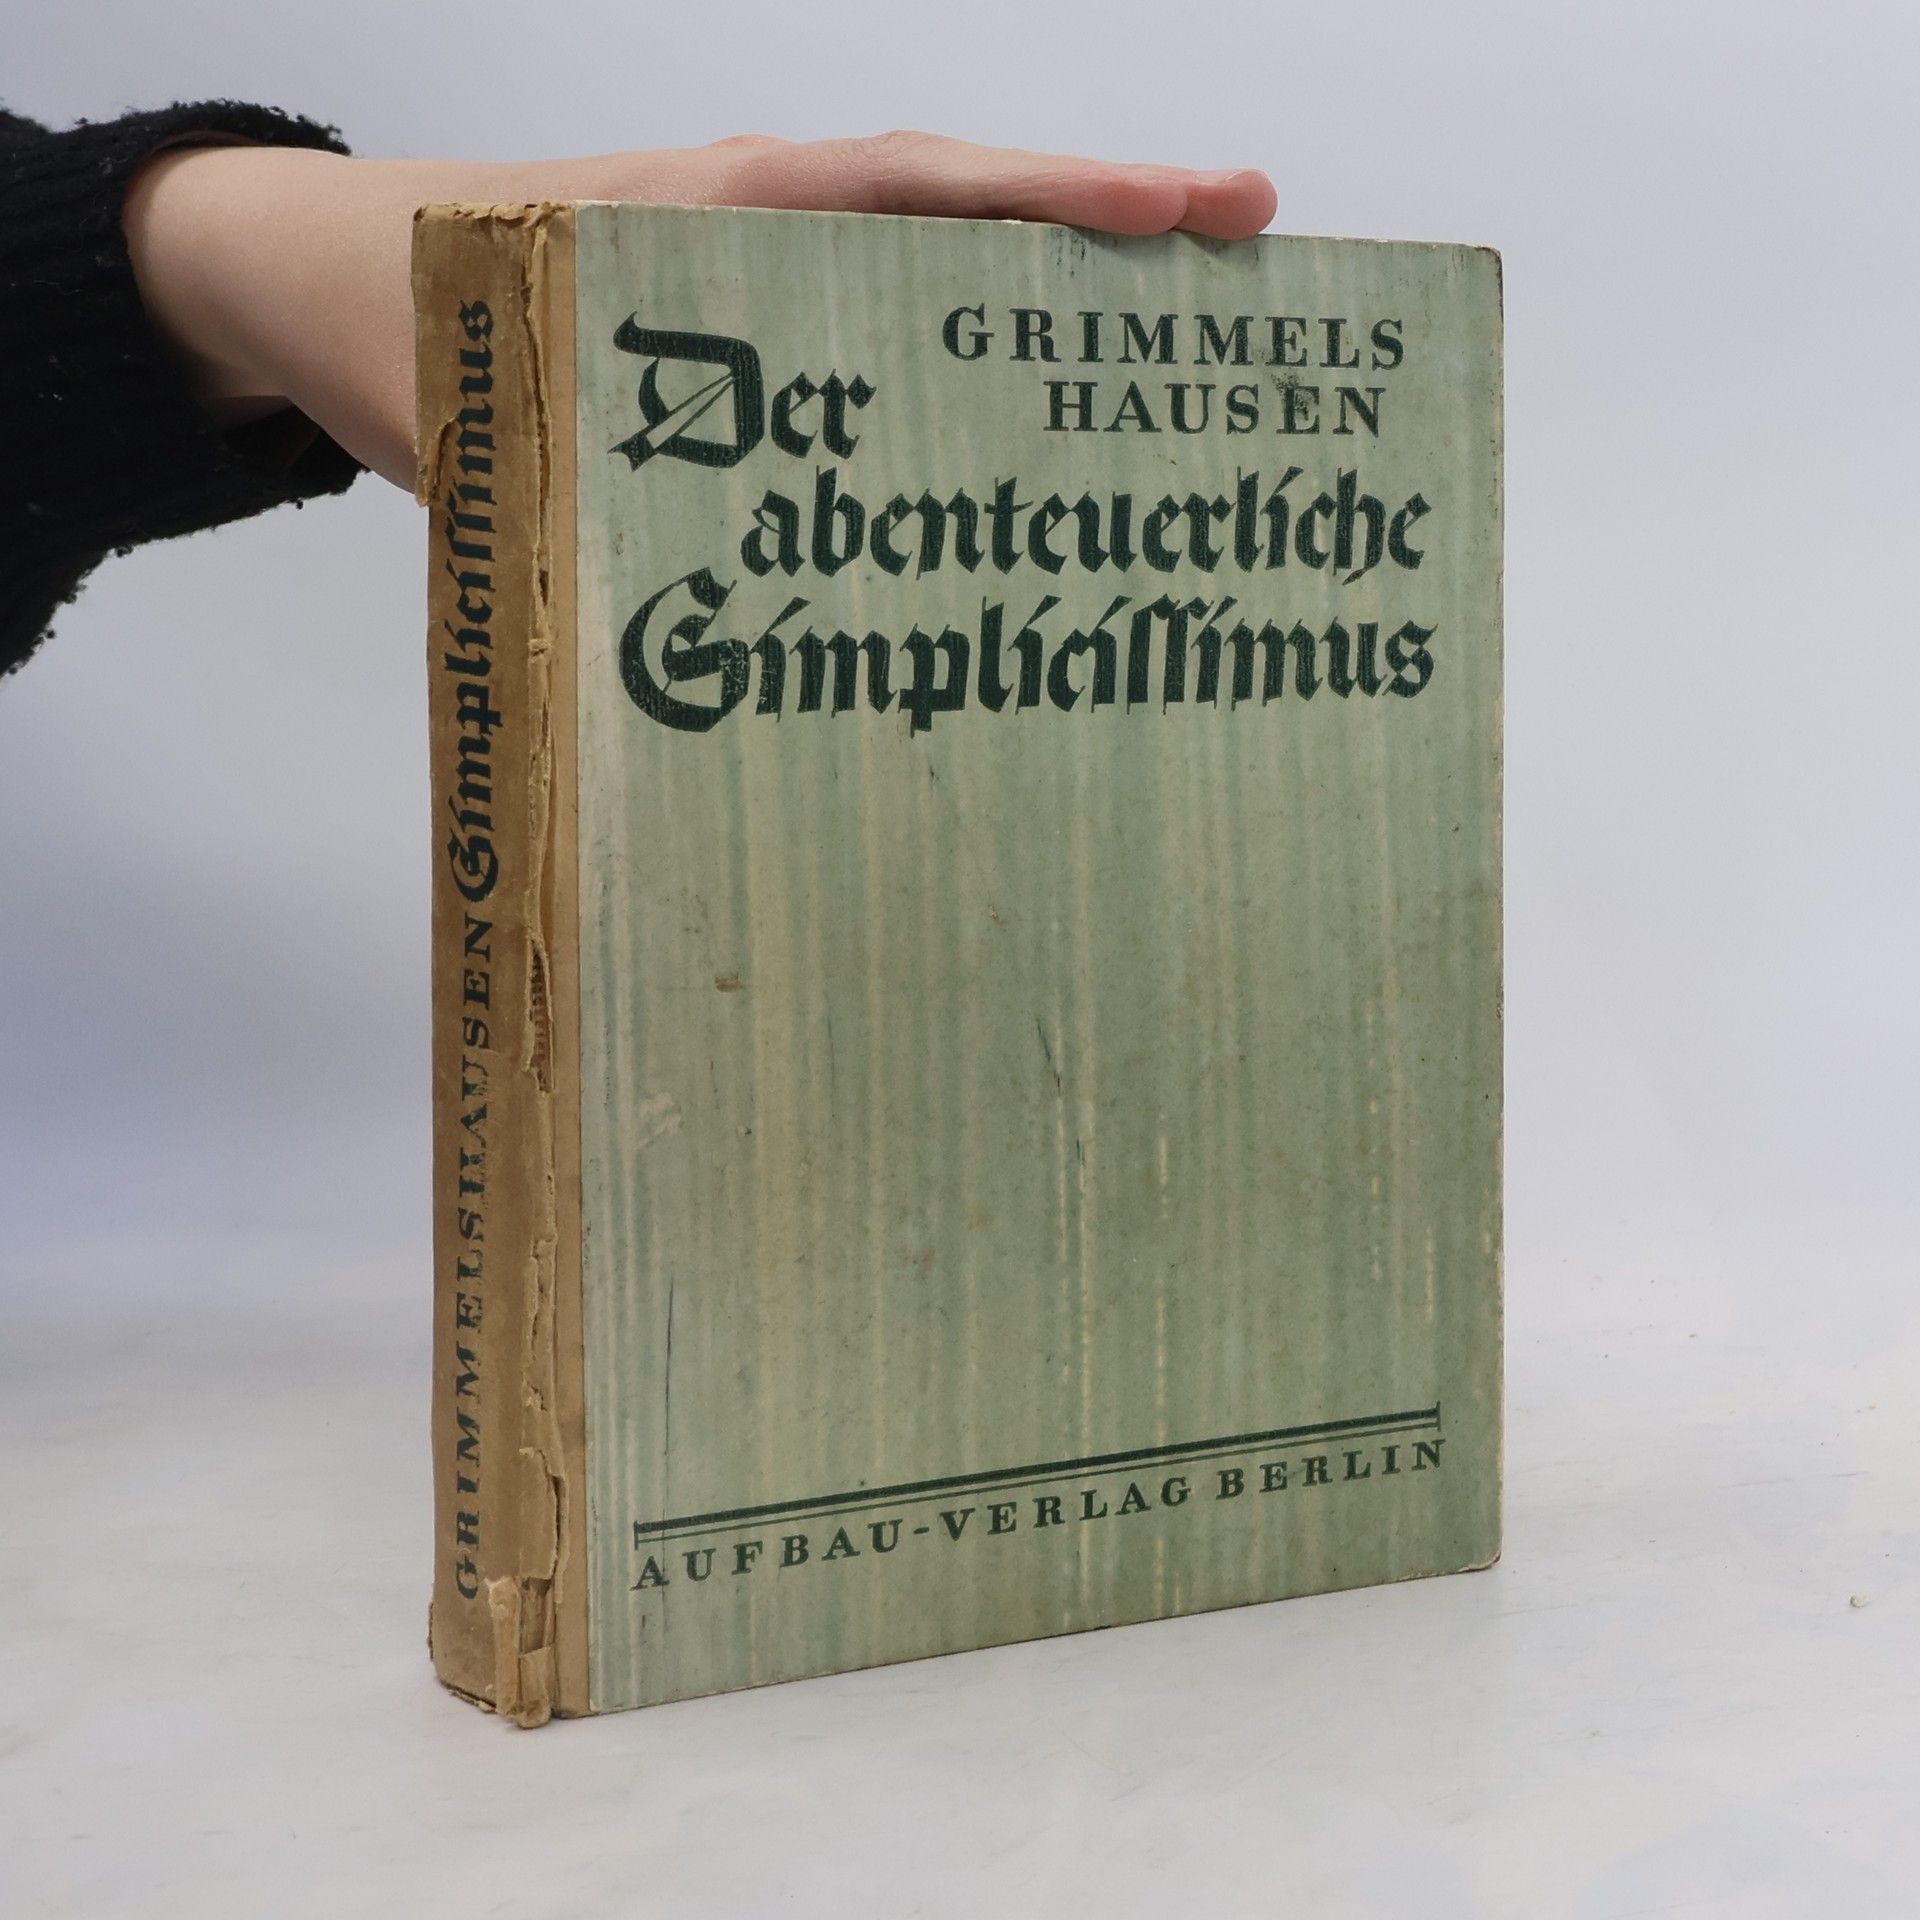 GRIMMELS
HAUSEN
Der
abenteuerliche
Simpliciſſimus
AUFBAU-VERLAG BERLIN
GRIMMELSHAUSEN Simpliciſſimus